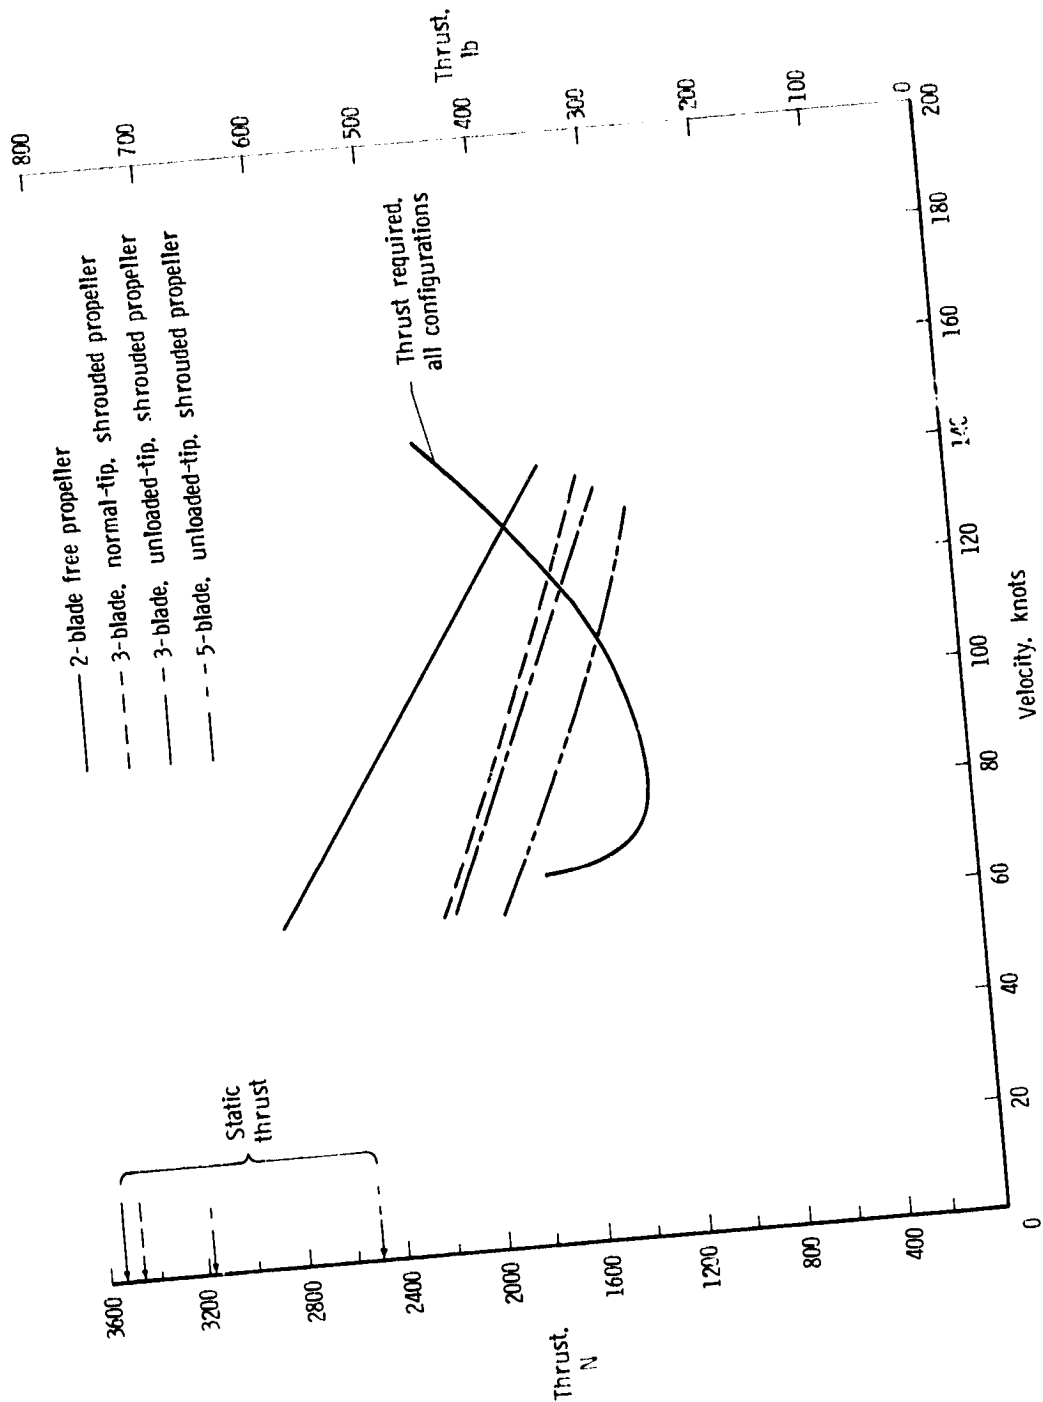 2-blade free propeller
3-blade, normal-tip, shrouded propeller
3-blade, unloaded-tip, shrouded propeller
5-blade, unloaded-tip, shrouded propeller
Static
thrust
Thrust required,
all configurations
3600
3200
2800
2400
2000
1600
1200
800
400
Thrust,
N
800
700
600
500
400
300
200
100
0
Thrust,
lb
0
20
40
60
80
100
120
140
160
180
200
Velocity, knots